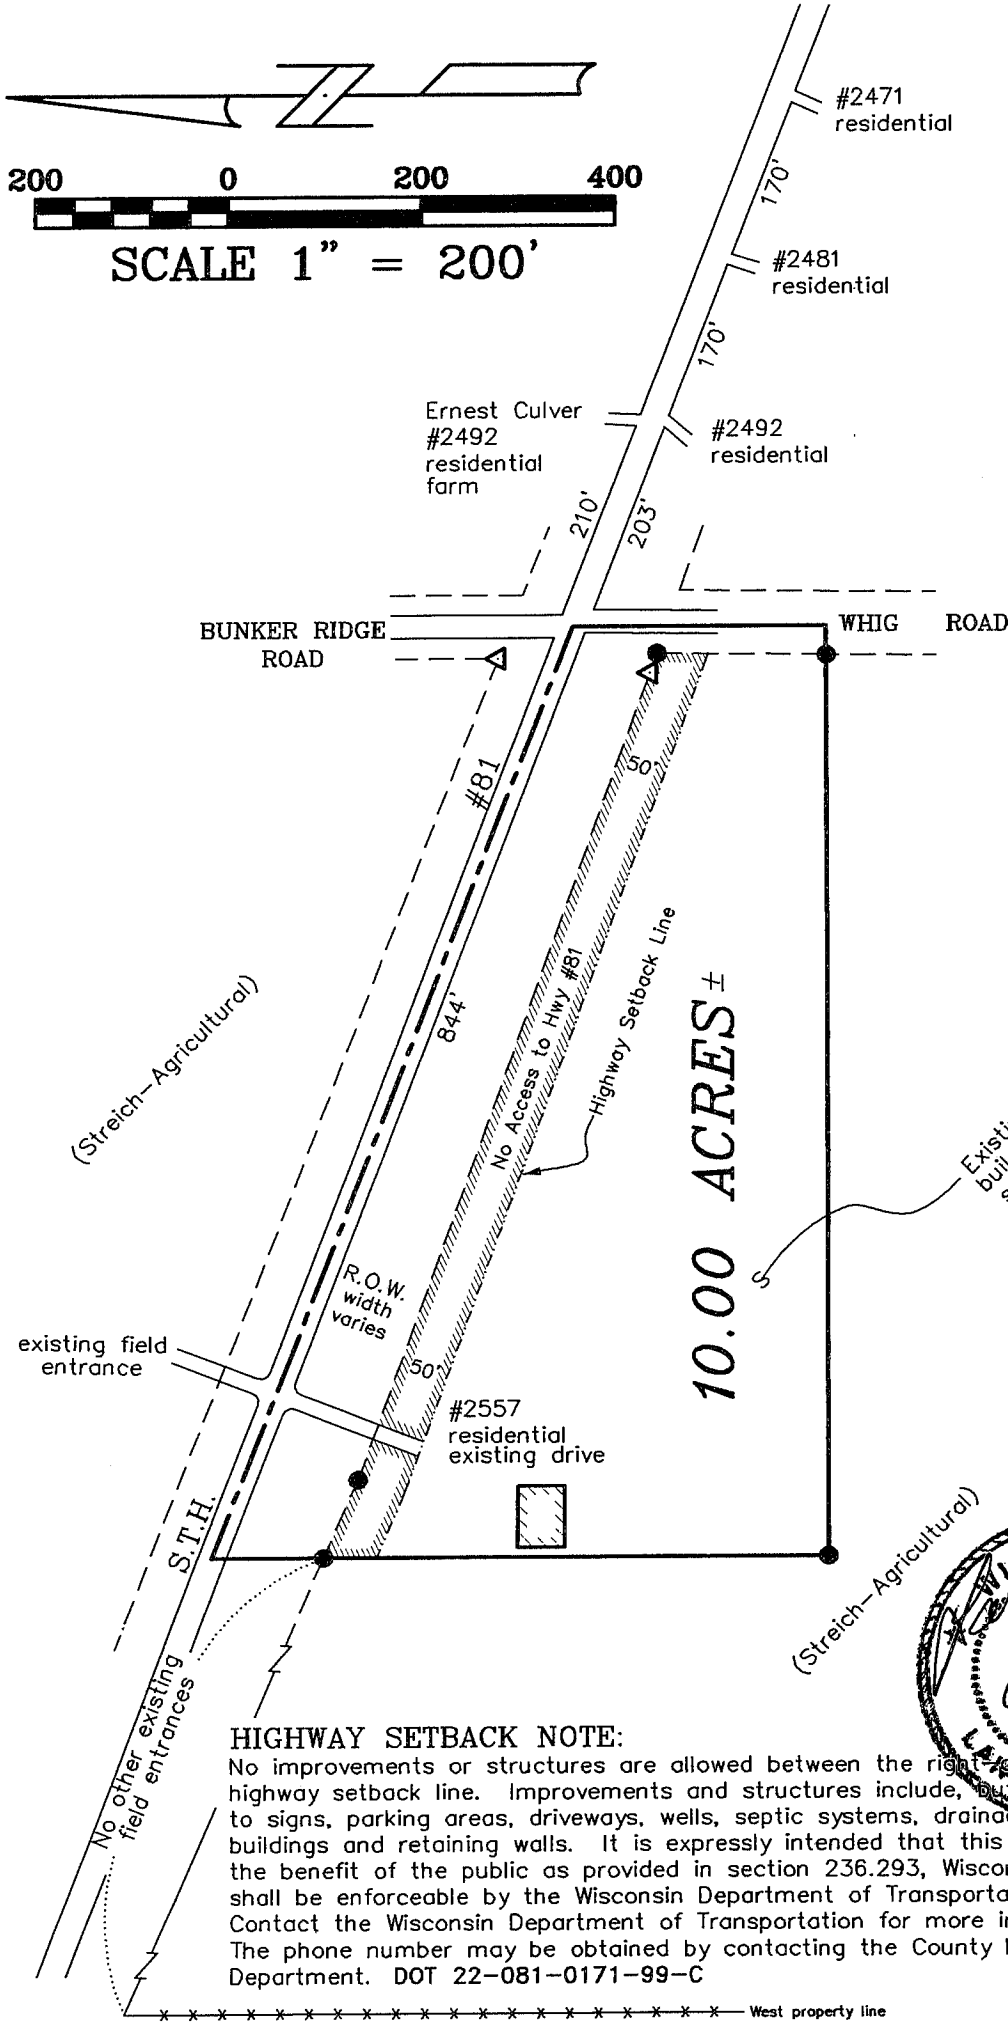 200 0 200 400
SCALE 1" = 200'
#2471
residential
170'
#2481
residential
170'
Ernest Culver
#2492
residential
farm
#2492
residential
210'
203'
BUNKER RIDGE
ROAD
WHIG ROAD
#81
50'
844'
No Access to Hwy #81
Highway Setback Line
(Streich-Agricultural)
10.00 ACRES±
R.O.W.
width
varies
existing field
entrance
50'
#2557
residential
existing drive
S.T.H.
(Streich-Agricultural)
No other existing
field entrances
HIGHWAY SETBACK NOTE:
No improvements or structures are allowed between the right-
highway setback line. Improvements and structures include,
to signs, parking areas, driveways, wells, septic systems,
buildings and retaining walls. It is expressly intended that this
the benefit of the public as provided in section 236.293,
shall be enforceable by the Wisconsin Department of
Contact the Wisconsin Department of Transportation for more
The phone number may be obtained by contacting the County
Department. DOT 22-081-0171-99-C
West property line